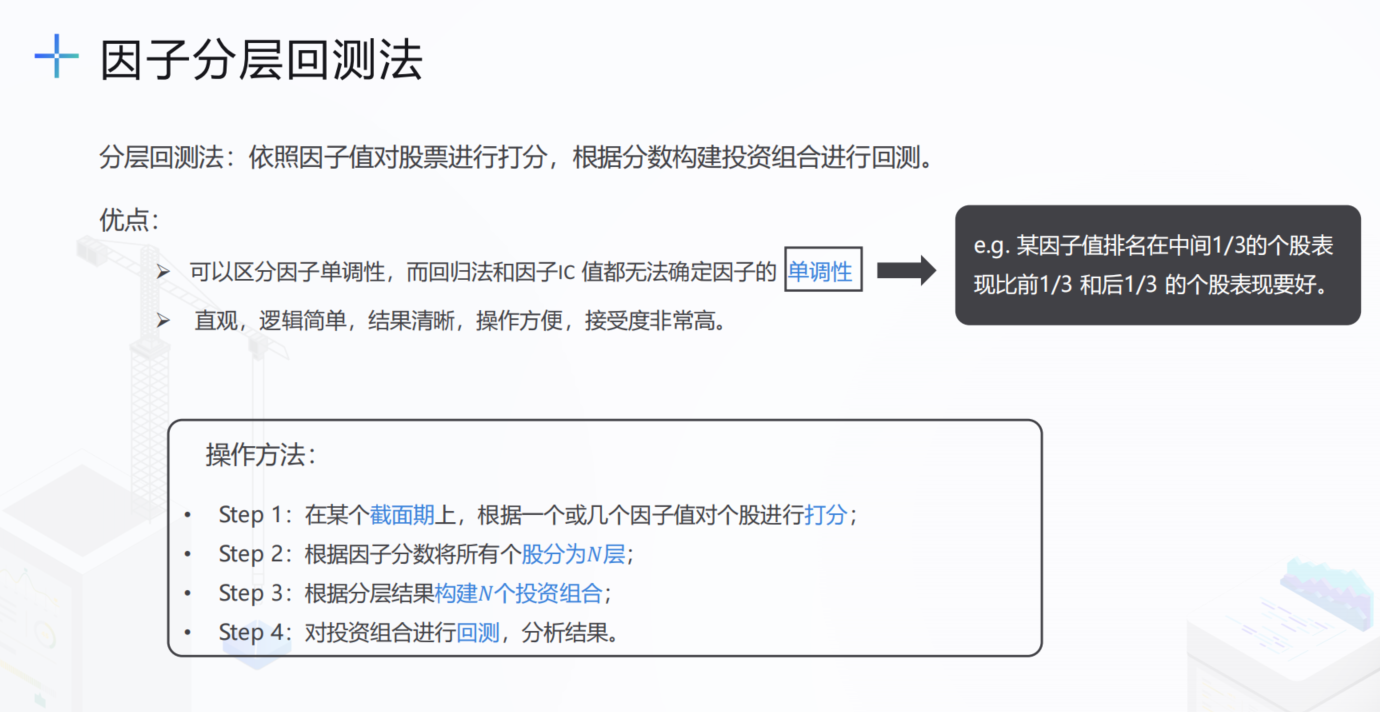 因子分层回测法
分层回测法：依照因子值对股票进行打分，根据分数构建投资组合进行回测。
优点：
➢ 可以区分因子单调性，而回归法和因子IC 值都无法确定因子的 单调性
e.g. 某因子值排名在中间1/3的个股表
现比前1/3 和后1/3 的个股表现要好。
➢ 直观，逻辑简单，结果清晰，操作方便，接受度非常高。
操作方法：
• Step 1：在某个截面期上，根据一个或几个因子值对个股进行打分；
• Step 2：根据因子分数将所有个股分为N层；
• Step 3：根据分层结果构建N个投资组合；
• Step 4：对投资组合进行回测，分析结果。